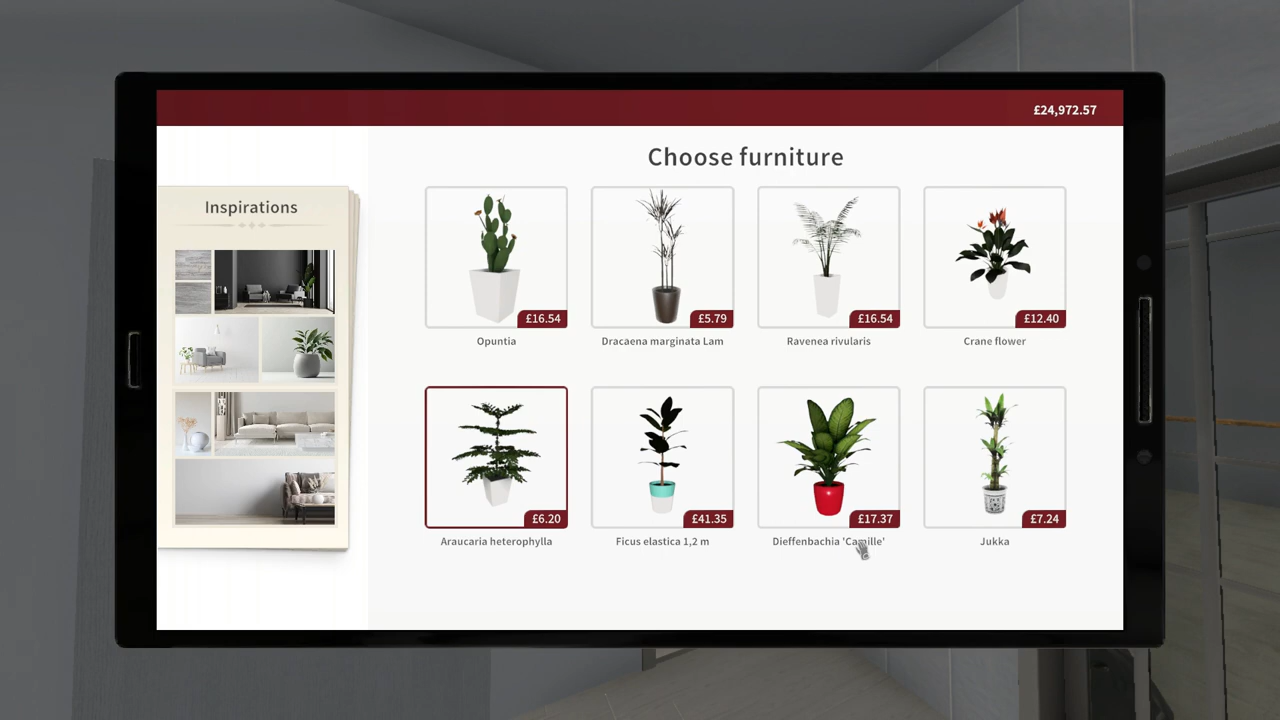 £24,972.57
Choose furniture
Inspirations
£16.54
£5.79
£16.54
£12.40
Opuntia
Dracaena marginata Lam
Ravenea rivularis
Crane flower
£6.20
£41.35
£17.37
£7.24
Araucaria heterophylla
Ficus elastica 1,2 m
Dieffenbachia 'Camille'
Jukka